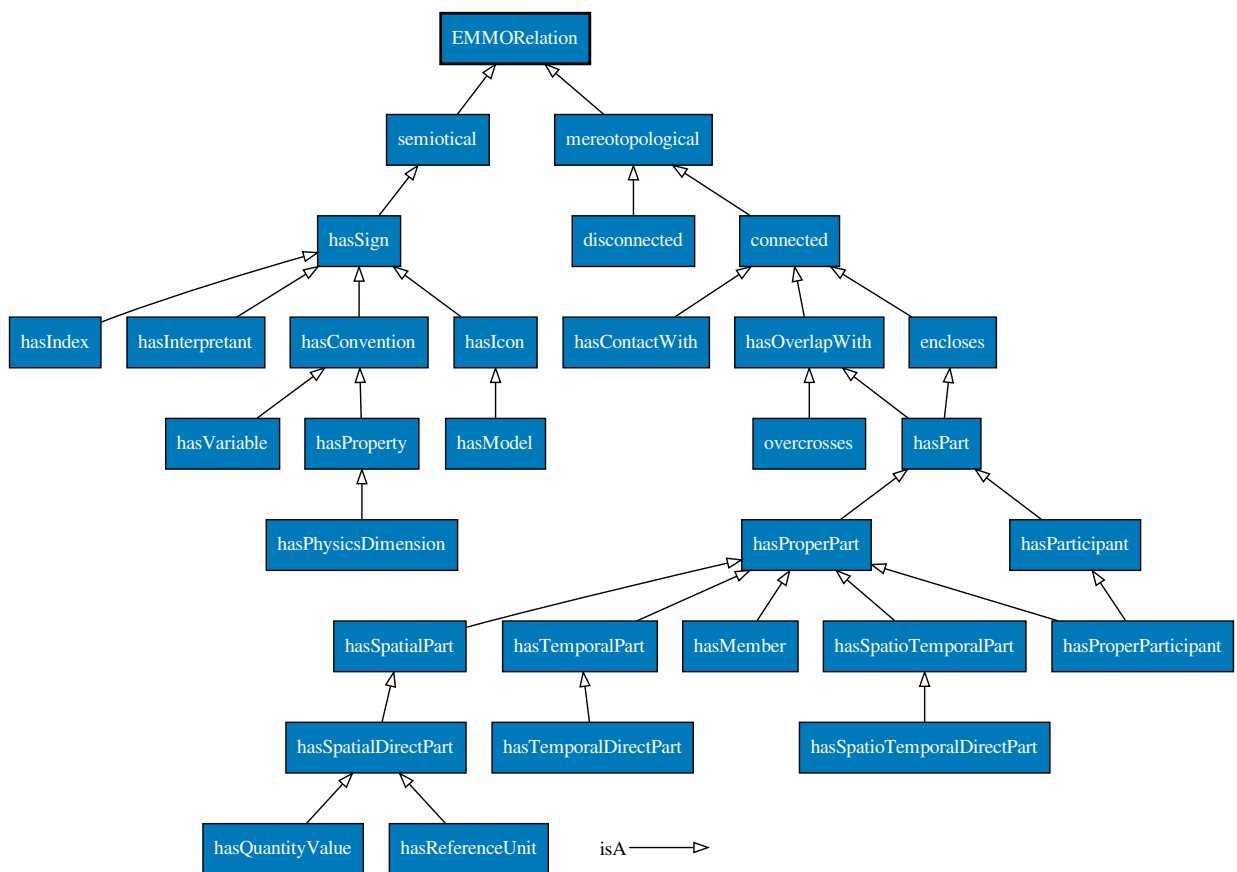 EMMORelation
semiotical
mereotopological
hasSign
disconnected
connected
hasIndex
hasInterpretant
hasConvention
hasIcon
hasContactWith
hasOverlapWith
encloses
hasVariable
hasProperty
hasModel
overcrosses
hasPart
hasPhysicsDimension
hasProperPart
hasParticipant
hasSpatialPart
hasTemporalPart
hasMember
hasSpatioTemporalPart
hasProperParticipant
hasSpatialDirectPart
hasTemporalDirectPart
hasSpatioTemporalDirectPart
hasQuantityValue
hasReferenceUnit
isA